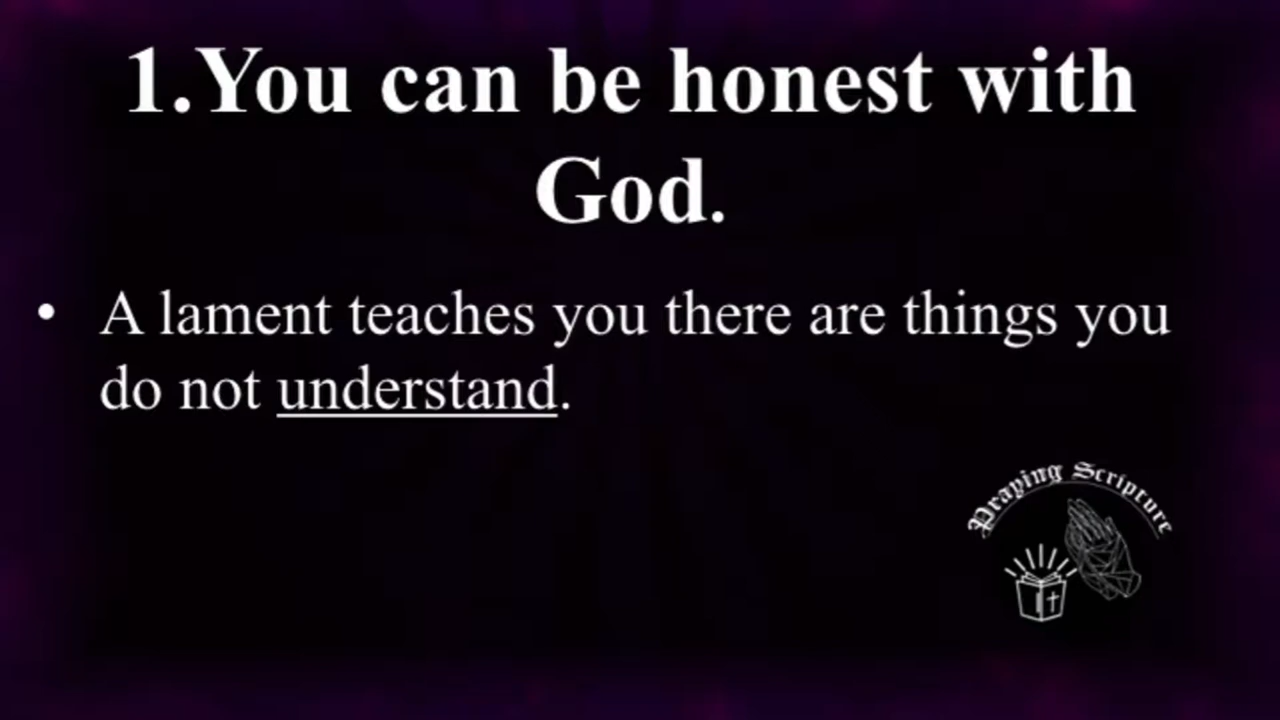 1.You can be honest with
God.
• A lament teaches you there are things you
do not understand.
Praying Scripture